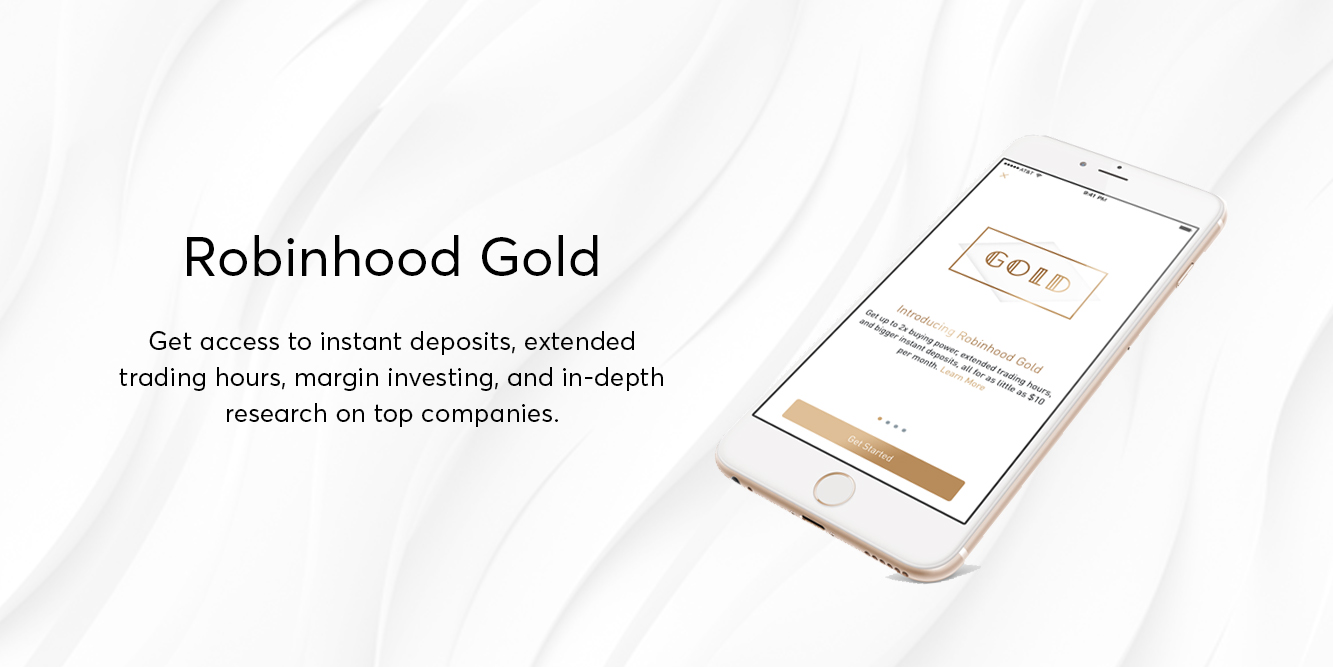 Robinhood Gold
Get access to instant deposits, extended
trading hours, margin investing, and in-depth
research on top companies.
AT&T
9:41 PM
GOLD
Introducing Robinhood Gold
Get up to 2x buying power, extended trading hours,
and bigger instant deposits, all for as little as $10
per month. Learn More
Get Started